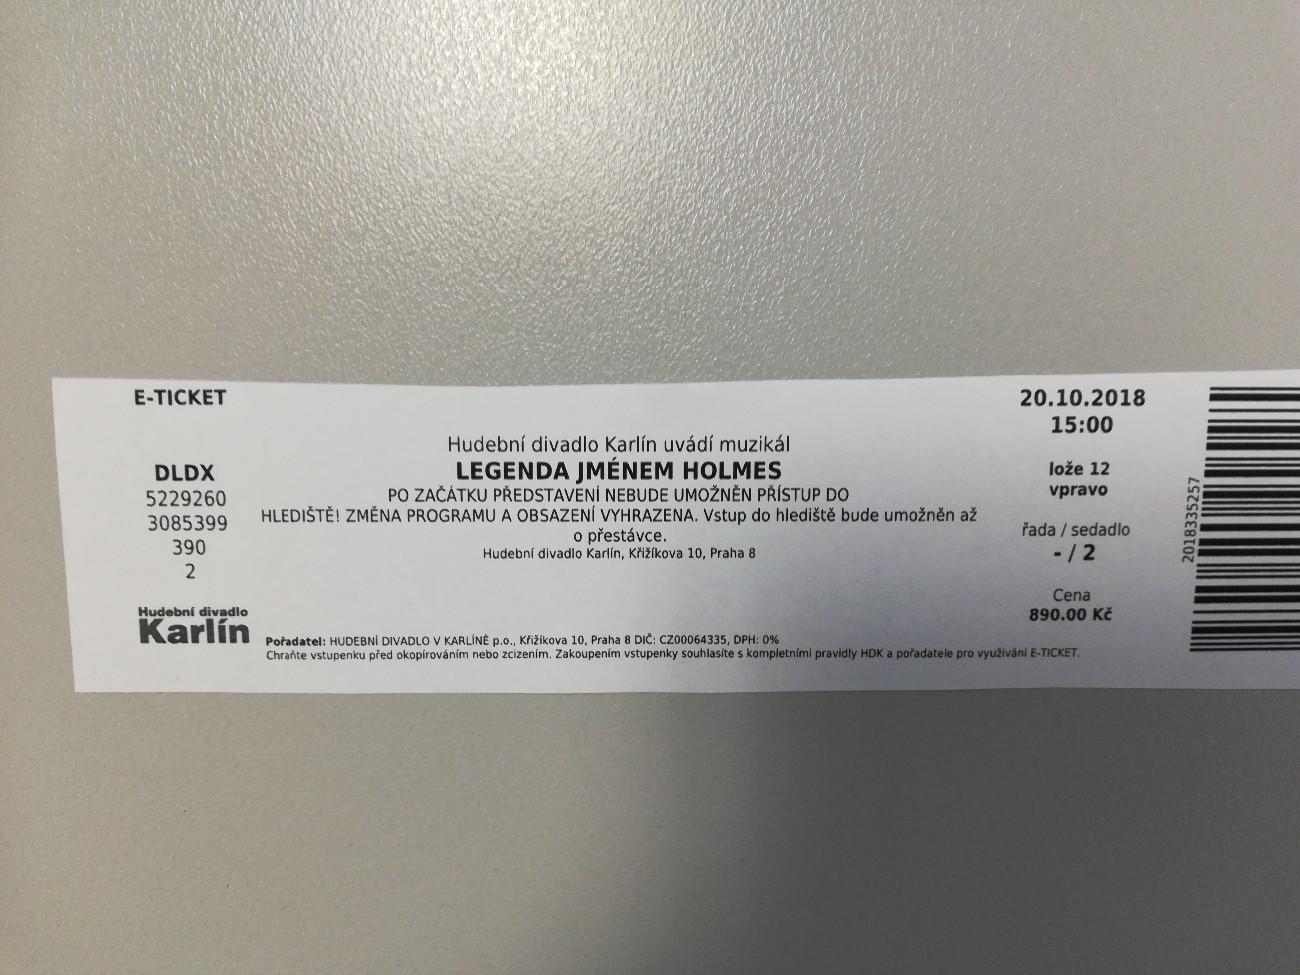 E-TICKET
DLDX
5229260
3085399
390
2
Hudební divadlo
Karlín
Hudební divadlo Karlín uvádí muzikál
LEGENDA JMÉNEM HOLMES
PO ZAČÁTKU PŘEDSTAVENÍ NEBUDE UMOŽNĚN PŘÍSTUP DO
HLEDIŠTĚ! ZMĚNA PROGRAMU A OBSAZENÍ VYHRAZENA. Vstup do hlediště bude umožněn až
o přestávce.
Hudební divadlo Karlín, Křižíkova 10, Praha 8
Pořadatel: HUDEBNÍ DIVADLO V KARLÍNĚ p.o., Křižíkova 10, Praha 8 DIČ: CZ00064335, DPH: 0%
Chraňte vstupenku před okopírováním nebo zcizením. Zakoupením vstupenky souhlasíte s kompletními pravidly HDK a pořadatele pro využívání E-TICKET.
20.10.2018
15:00
lože 12
vpravo
řada / sedadlo
- / 2
Cena
890.00 Kč
2018335257